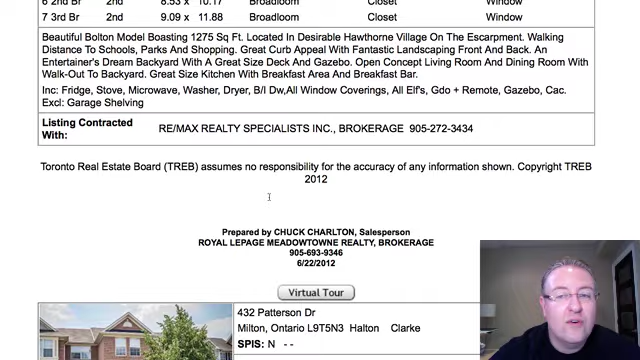 6 2nd Br 2nd 8.53 x 10.17 Broadloom Closet Window
7 3rd Br 2nd 9.09 x 11.88 Broadloom Closet Window
Beautiful Bolton Model Boasting 1275 Sq Ft. Located In Desirable Hawthorne Village On The Escarpment. Walking
Distance To Schools, Parks And Shopping. Great Curb Appeal With Fantastic Landscaping Front And Back. An
Entertainer's Dream Backyard With A Great Size Deck And Gazebo. Open Concept Living Room And Dining Room With
Walk-Out To Backyard. Great Size Kitchen With Breakfast Area And Breakfast Bar.
Inc: Fridge, Stove, Microwave, Washer, Dryer, B/I Dw,All Window Coverings, All Elf's, Gdo + Remote, Gazebo, Cac.
Excl: Garage Shelving
Listing Contracted
With:
RE/MAX REALTY SPECIALISTS INC., BROKERAGE 905-272-3434
Toronto Real Estate Board (TREB) assumes no responsibility for the accuracy of any information shown. Copyright TREB
2012
Prepared by CHUCK CHARLTON, Salesperson
ROYAL LEPAGE MEADOWTOWNE REALTY, BROKERAGE
905-693-9346
6/22/2012
Virtual Tour
432 Patterson Dr
Milton, Ontario L9T5N3 Halton Clarke
SPIS: N - -